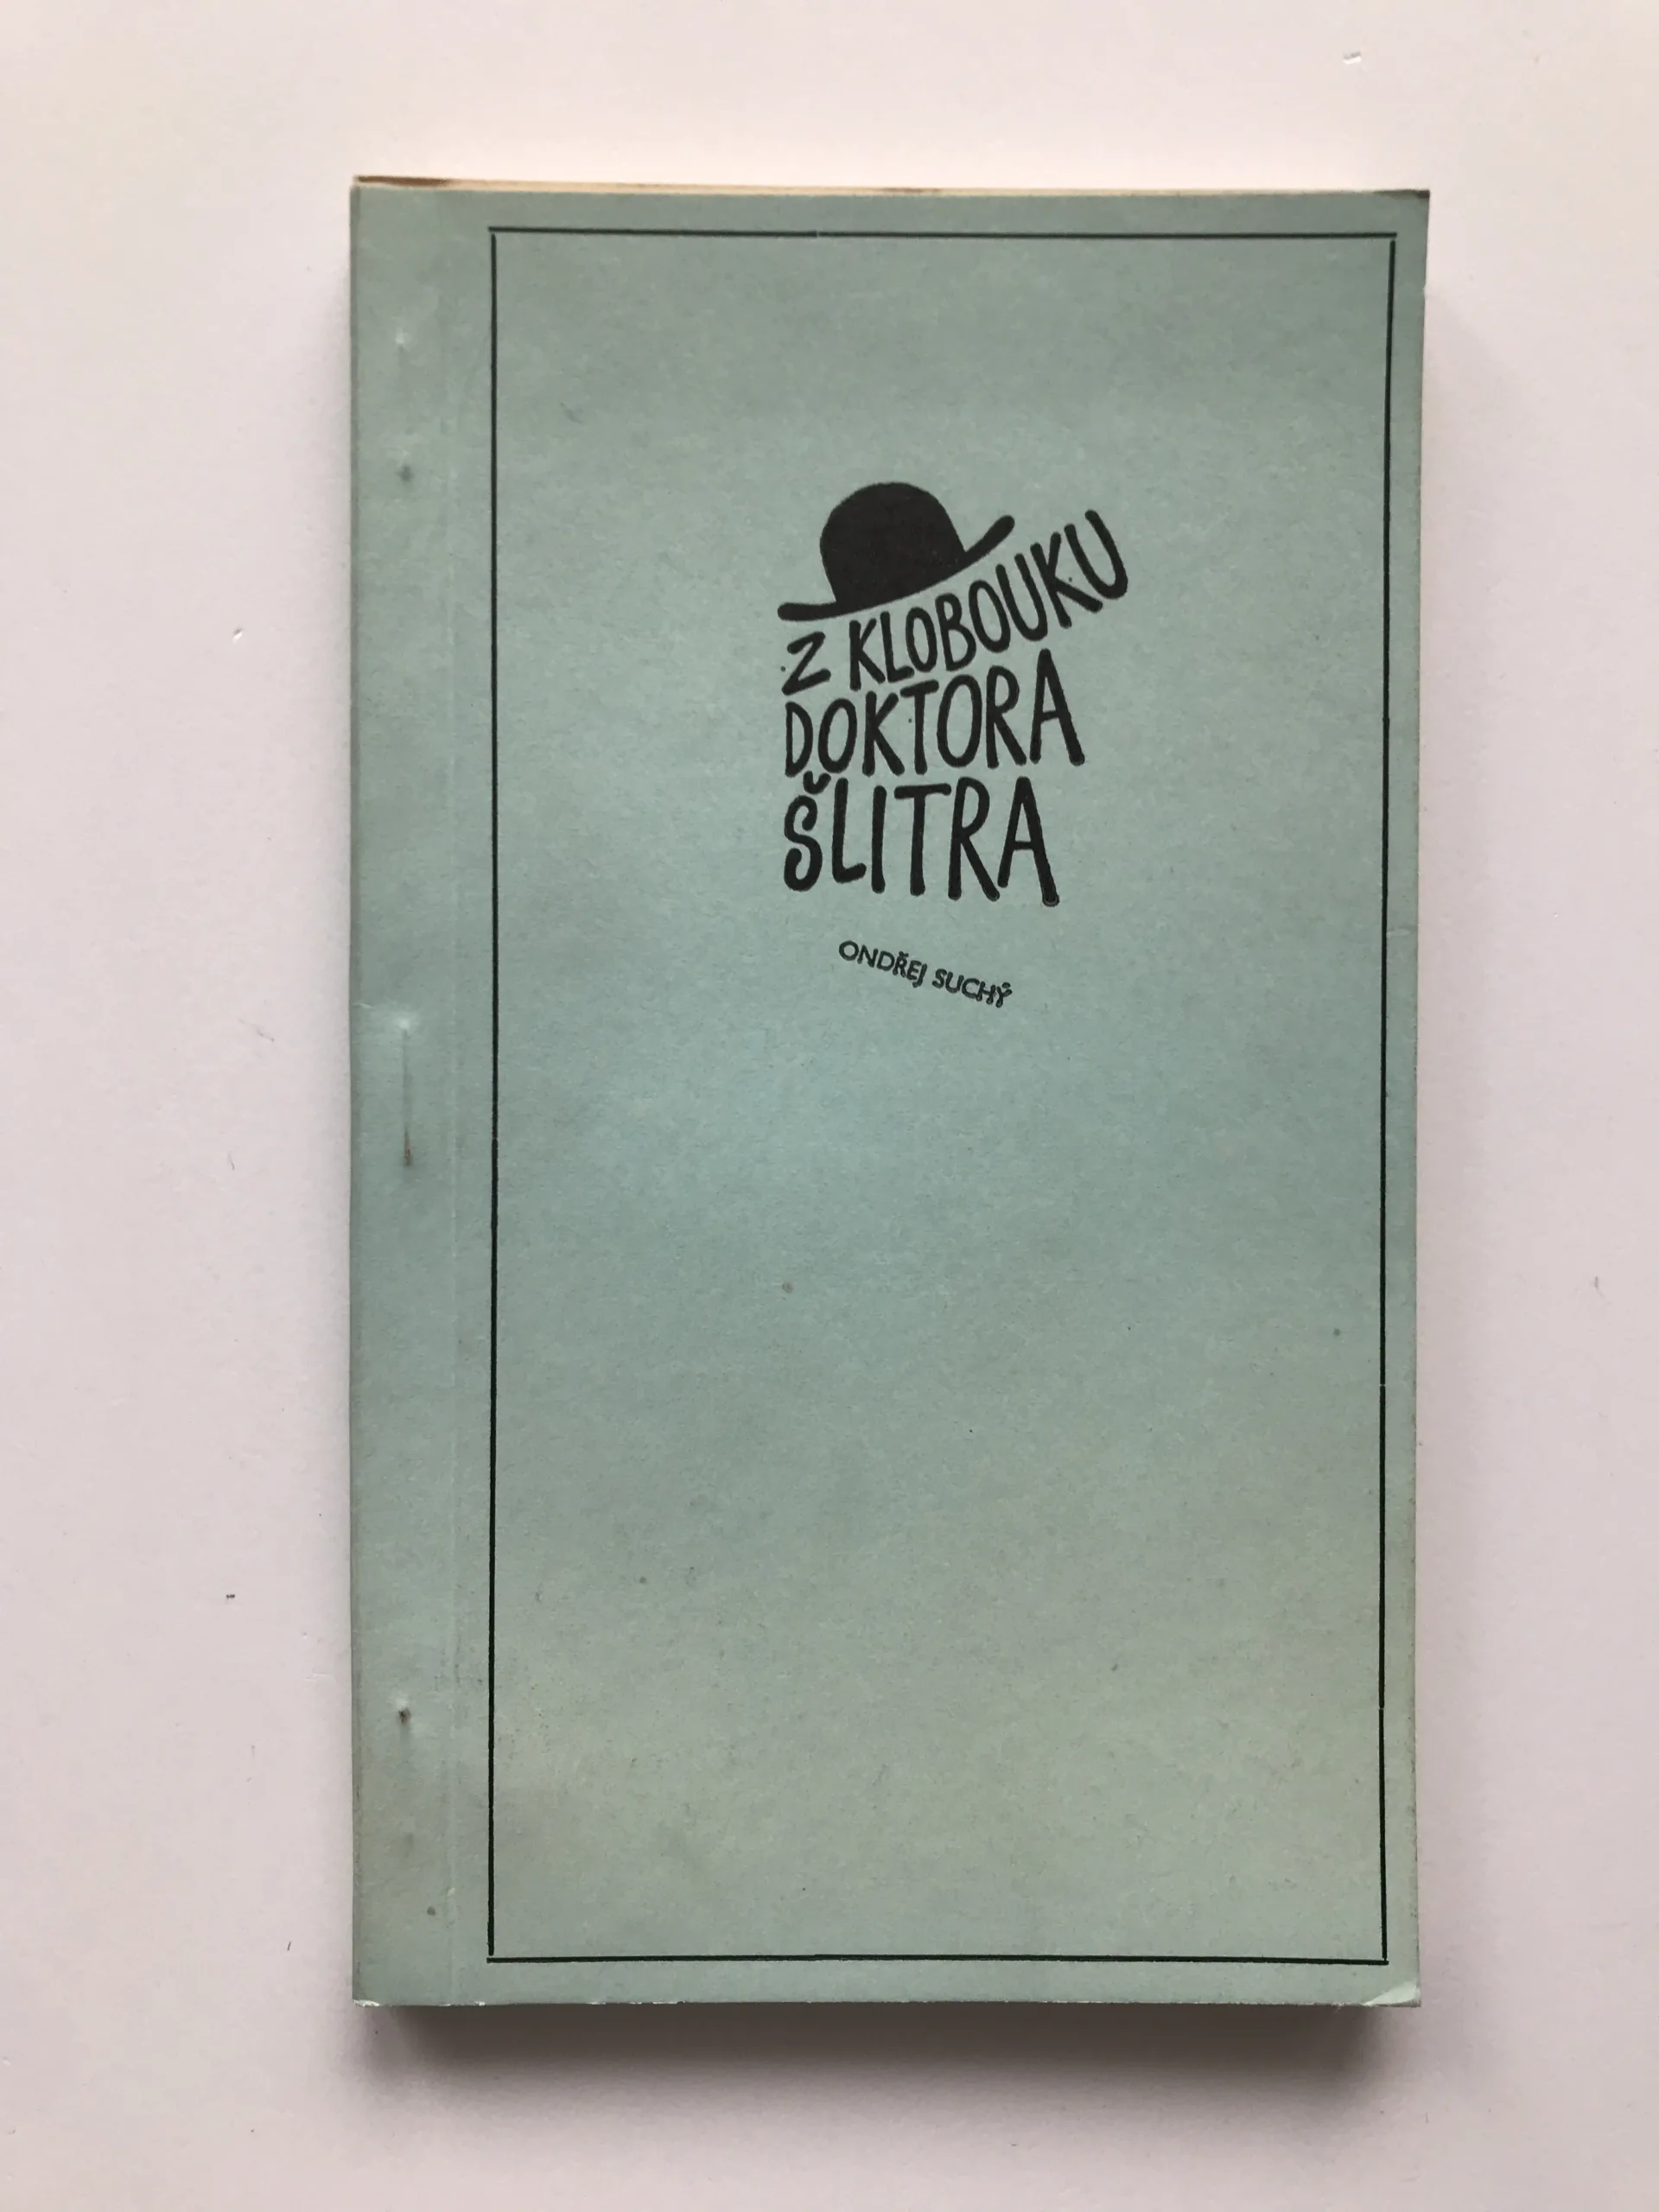 Z KLOBOUKU
DOKTORA
ŠLITRA
ONDŘEJ SUCHÝ